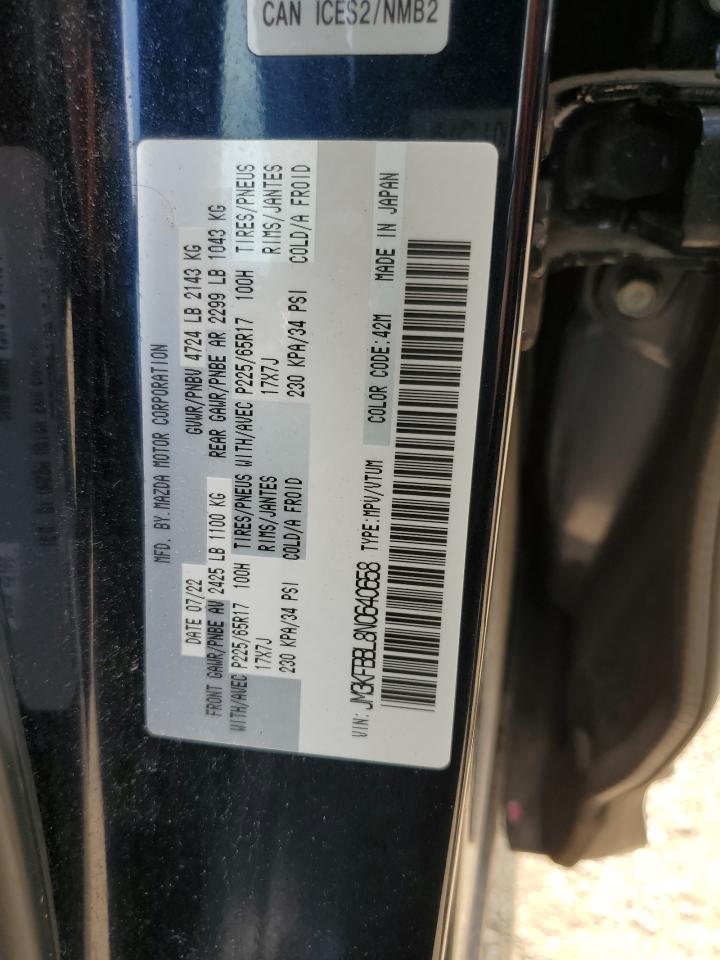 CAN ICES2/NMB2
MFD. BY.MAZDA MOTOR CORPORATION
DATE 07/22 GVWR/PNBV 4724 LB 2143 KG
FRONT GAWR/PNBE AV 2425 LB 1100 KG REAR GAWR/PNBE AR 2299 LB 1043 KG
WITH/AVEC P225/65R17 100H TIRES/PNEUS WITH/AVEC P225/65R17 100H TIRES/PNEUS
17X7J RIMS/JANTES 17X7J RIMS/JANTES
230 KPA/34 PSI COLD/A FROID 230 KPA/34 PSI COLD/A FROID
VIN: JM3KFBBL8N0640658 TYPE:MPV/VTUM COLOR CODE:42M MADE IN JAPAN